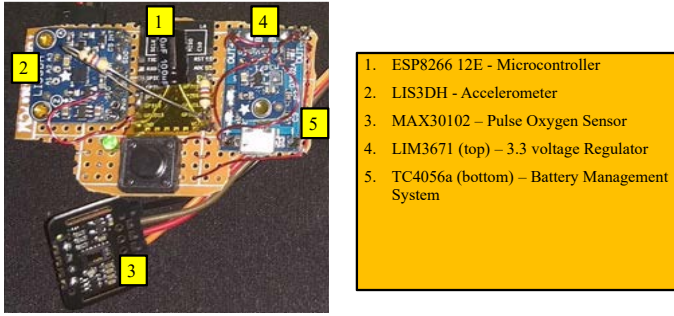 1
4
2
5
3
1. ESP8266 12E - Microcontroller
2. LIS3DH - Accelerometer
3. MAX30102 – Pulse Oxygen Sensor
4. LIM3671 (top) – 3.3 voltage Regulator
5. TC4056a (bottom) – Battery Management
System